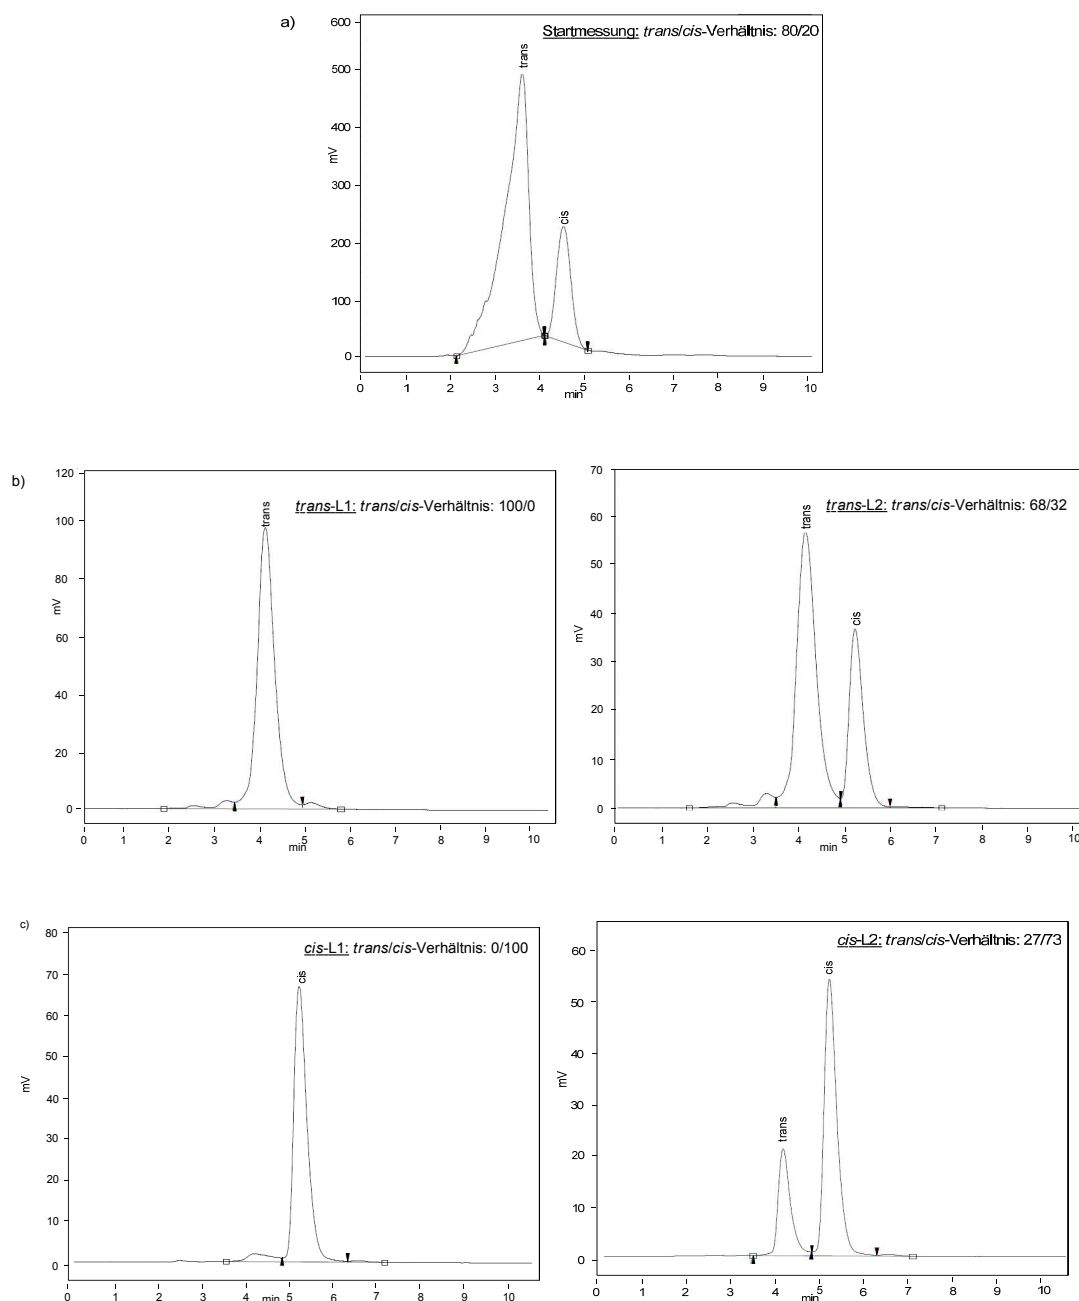 a)
Startmessung: trans/cis-Verhältnis: 80/20
600
500
400
300
200
100
0
mV
trans
cis
0 1 2 3 4 5 6 7 8 9 10
min
b)
trans-L1: trans/cis-Verhältnis: 100/0
120
100
80
60
40
20
0
mV
trans
0 1 2 3 4 5 6 7 8 9 10
min
trans-L2: trans/cis-Verhältnis: 68/32
70
60
50
40
30
20
10
0
mV
trans
cis
0 1 2 3 4 5 6 7 8 9 10
min
c)
cis-L1: trans/cis-Verhältnis: 0/100
80
70
60
50
40
30
20
10
0
mV
cis
0 1 2 3 4 5 6 7 8 9 10
min
cis-L2: trans/cis-Verhältnis: 27/73
60
50
40
30
20
10
0
mV
trans
cis
0 1 2 3 4 5 6 7 8 9 10
min